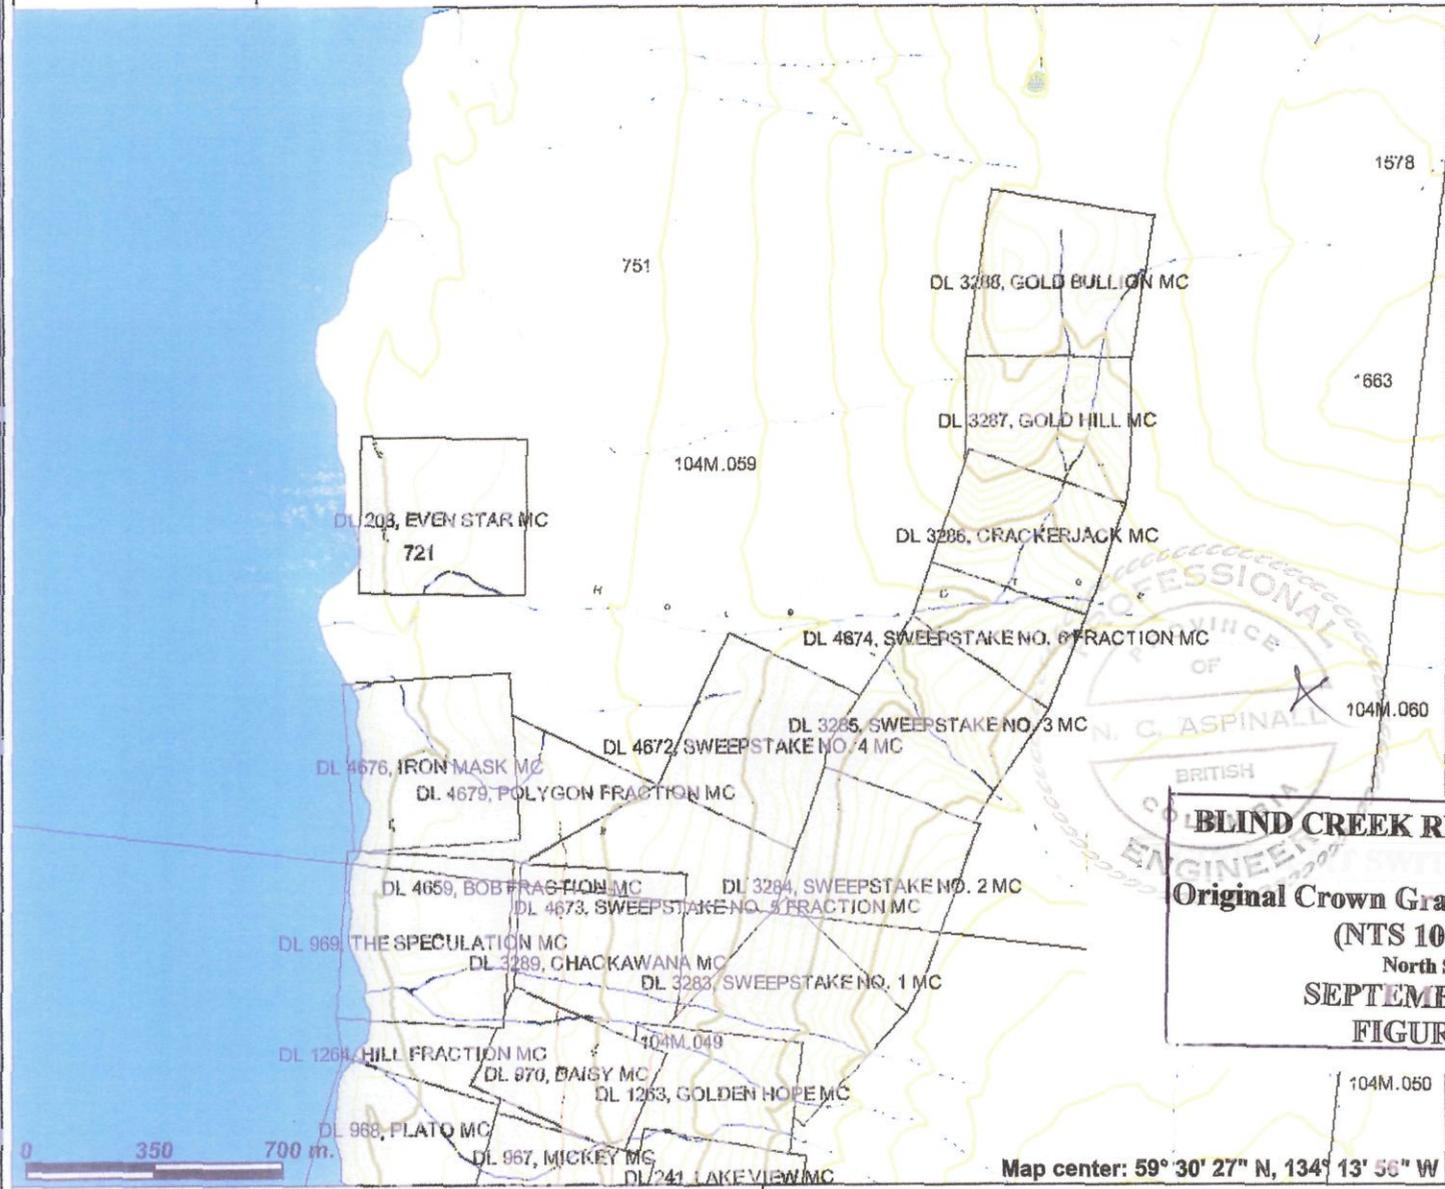 1578
751
DL 3288, GOLD BULLION MC
1663
DL 3287, GOLD HILL MC
104M.059
DL 208, EVEN STAR MC
721
DL 3286, CRACKERJACK MC
PROFESSIONAL
PROVINCE
OF
N. C. ASPINALL
BRITISH
COLUMBIA
ENGINEER
DL 4674, SWEEPSTAKE NO. 6 FRACTION MC
104M.060
DL 3285, SWEEPSTAKE NO. 3 MC
DL 4672, SWEEPSTAKE NO. 4 MC
DL 4676, IRON MASK MC
DL 4679, POLYGON FRACTION MC
BLIND CREEK R
DL 4659, BOB FRACTION MC
DL 3284, SWEEPSTAKE NO. 2 MC
DL 4673, SWEEPSTAKE NO. 5 FRACTION MC
Original Crown Gra
(NTS 10
North
SEPTEMB
FIGUR
DL 969, THE SPECULATION MC
DL 3289, CHACKAWANA MC
DL 3283, SWEEPSTAKE NO. 1 MC
104M.049
DL 1264, HILL FRACTION MC
DL 970, DAISY MC
DL 1263, GOLDEN HOPE MC
104M.050
DL 968, PLATO MC
DL 967, MICKEY MC
DL 241, LAKEVIEW MC
0 350 700 m.
Map center: 59° 30' 27" N, 134° 13' 56" W